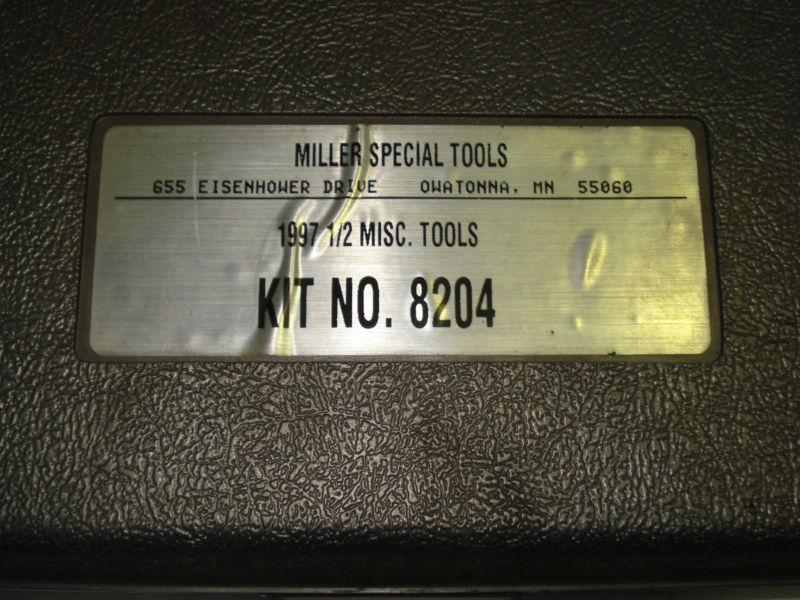 MILLER SPECIAL TOOLS
655 EISENHOWER DRIVE OWATONNA, MN 55060
1997 1/2 MISC. TOOLS
KIT NO. 8204